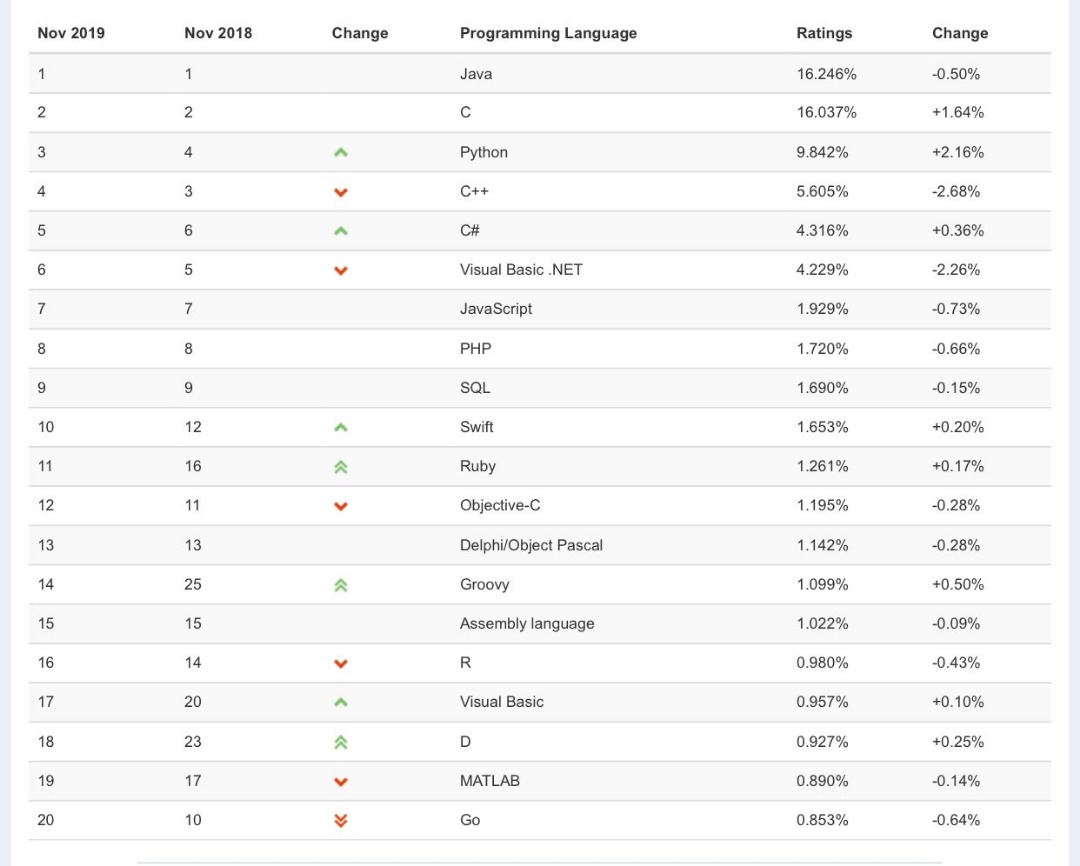 Nov 2019 Nov 2018 Change Programming Language Ratings Change
1 1 Java 16.246% -0.50%
2 2 C 16.037% +1.64%
3 4 Python 9.842% +2.16%
4 3 C++ 5.605% -2.68%
5 6 C# 4.316% +0.36%
6 5 Visual Basic .NET 4.229% -2.26%
7 7 JavaScript 1.929% -0.73%
8 8 PHP 1.720% -0.66%
9 9 SQL 1.690% -0.15%
10 12 Swift 1.653% +0.20%
11 16 Ruby 1.261% +0.17%
12 11 Objective-C 1.195% -0.28%
13 13 Delphi/Object Pascal 1.142% -0.28%
14 25 Groovy 1.099% +0.50%
15 15 Assembly language 1.022% -0.09%
16 14 R 0.980% -0.43%
17 20 Visual Basic 0.957% +0.10%
18 23 D 0.927% +0.25%
19 17 MATLAB 0.890% -0.14%
20 10 Go 0.853% -0.64%